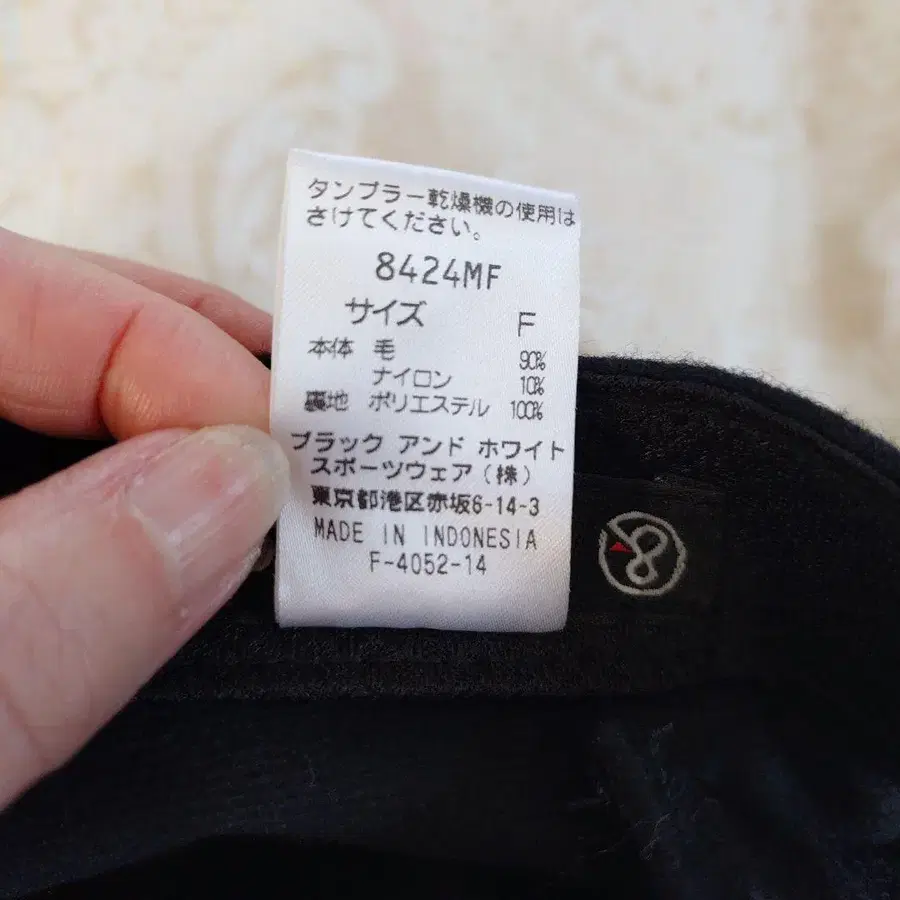 タンブラー乾燥機の使用は
さけてください。
8424MF
サイズ F
本体 毛 90%
ナイロン 10%
裏地 ポリエステル 100%
ブラック アンド ホワイト
スポーツウェア(株)
東京都港区赤坂6-14-3
MADE IN INDONESIA
F-4052-14